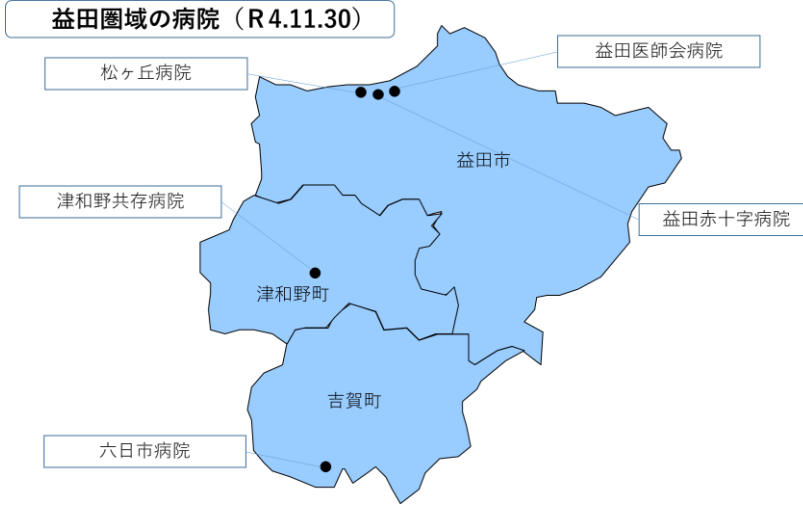 益田圏域の病院（Ｒ4.11.30）
益田医師会病院
松ヶ丘病院
益田市
津和野共存病院
益田赤十字病院
津和野町
吉賀町
六日市病院